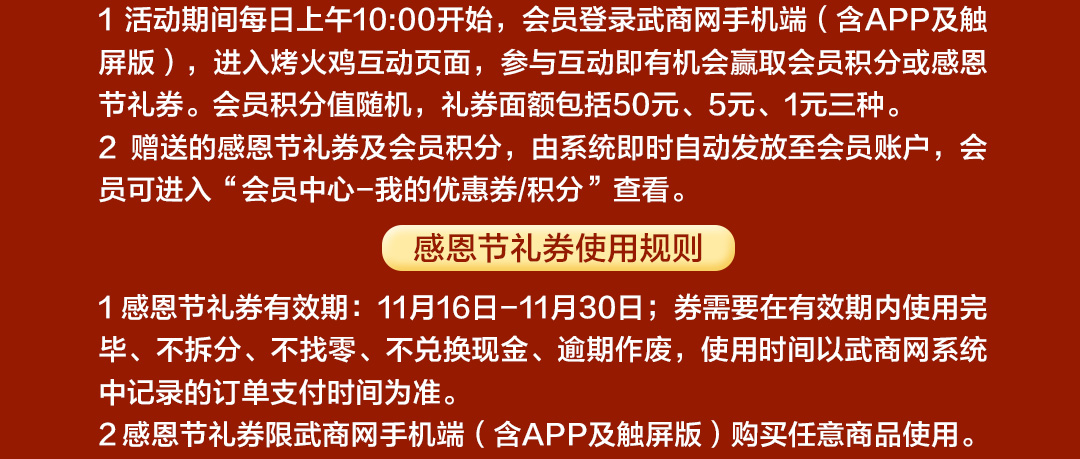 1 活动期间每日上午10:00开始，会员登录武商网手机端（含APP及触
屏版），进入烤火鸡互动页面，参与互动即有机会赢取会员积分或感恩
节礼券。会员积分值随机，礼券面额包括50元、5元、1元三种。
2 赠送的感恩节礼券及会员积分，由系统即时自动发放至会员账户，会
员可进入“会员中心-我的优惠券/积分”查看。
感恩节礼券使用规则
1 感恩节礼券有效期：11月16日-11月30日；券需要在有效期内使用完
毕、不拆分、不找零、不兑换现金、逾期作废，使用时间以武商网系统
中记录的订单支付时间为准。
2 感恩节礼券限武商网手机端（含APP及触屏版）购买任意商品使用。